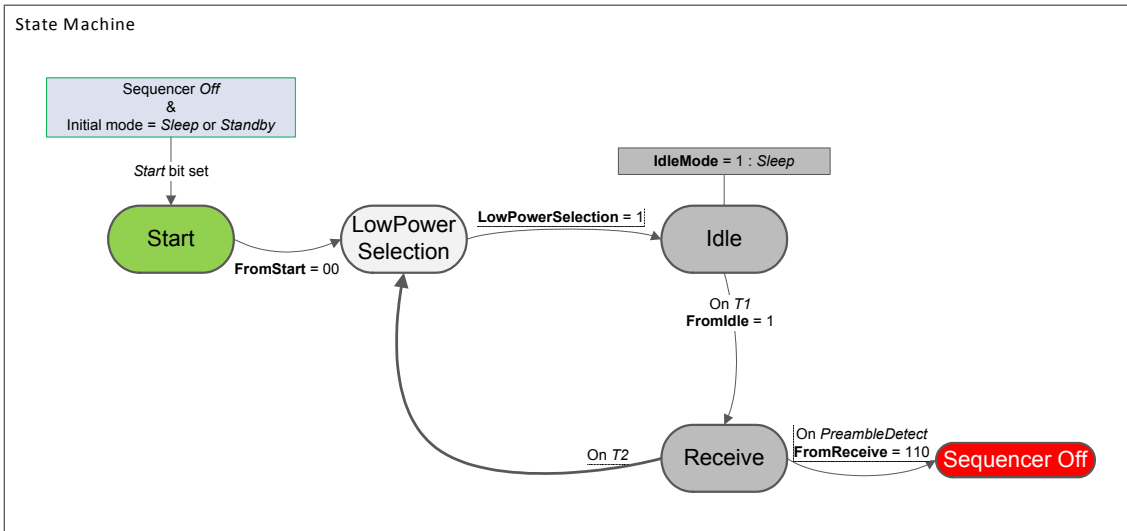 State Machine
Sequencer Off
&
Initial mode = Sleep or Standby
Start bit set
IdleMode = 1 : Sleep
Start
FromStart = 00
LowPower
Selection
LowPowerSelection = 1
Idle
On T1
FromIdle = 1
On T2
Receive
On PreambleDetect
FromReceive = 110
Sequencer Off